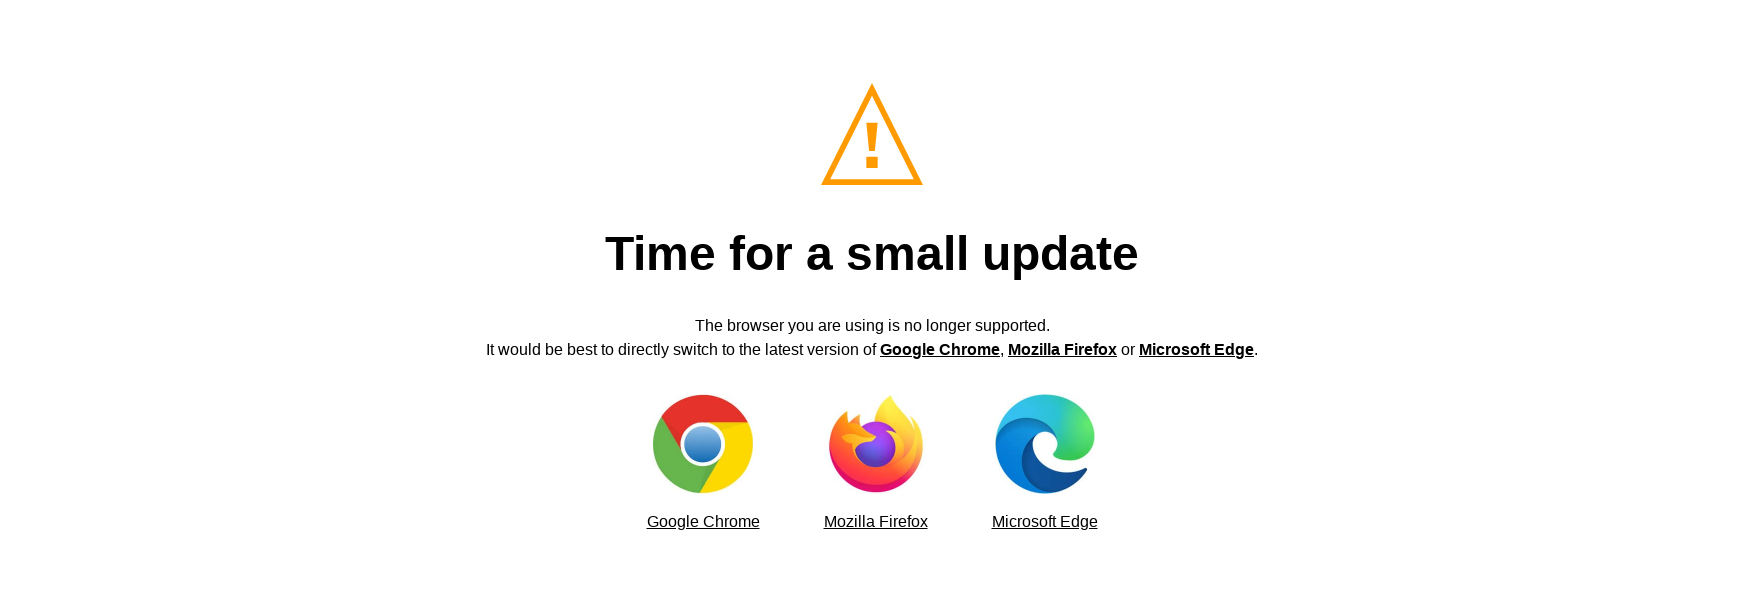 !
Time for a small update
The browser you are using is no longer supported.
It would be best to directly switch to the latest version of Google Chrome, Mozilla Firefox or Microsoft Edge.
Google Chrome
Mozilla Firefox
Microsoft Edge